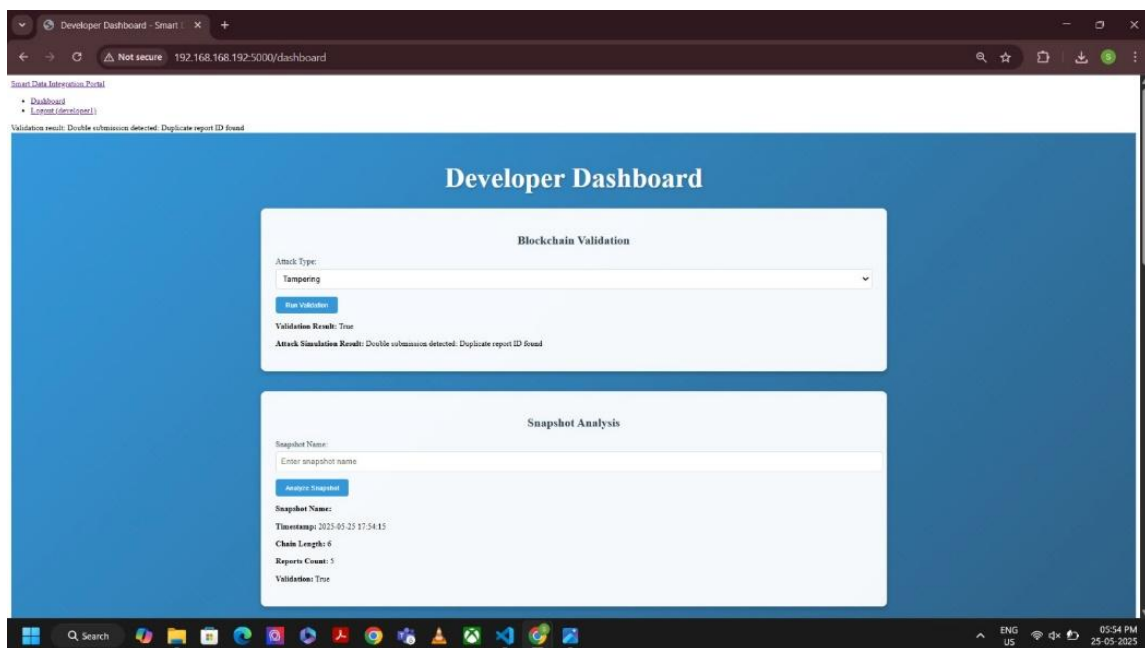 Developer Dashboard - Smart D
Not secure 192.168.168.192:5000/dashboard
S
Smart Data Integration Portal
Dashboard
Logout (developer1)
Validation result: Double submission detected: Duplicate report ID found
Developer Dashboard
Blockchain Validation
Attack Type:
Tampering
Run Validation
Validation Result: True
Attack Simulation Result: Double submission detected: Duplicate report ID found
Snapshot Analysis
Snapshot Name:
Enter snapshot name
Analyze Snapshot
Snapshot Name:
Timestamp: 2025-05-25 17:54:15
Chain Length: 6
Reports Count: 5
Validation: True
Search
ENG
US
05:54 PM
25-05-2025